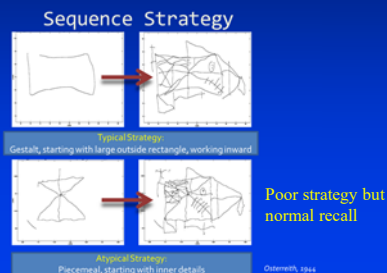 Sequence Strategy
Typical Strategy:
Gestalt, starting with large outside rectangle, working inward
Poor strategy but
normal recall
Atypical Strategy:
Piecemeal, starting with inner details
Osterreith, 1944